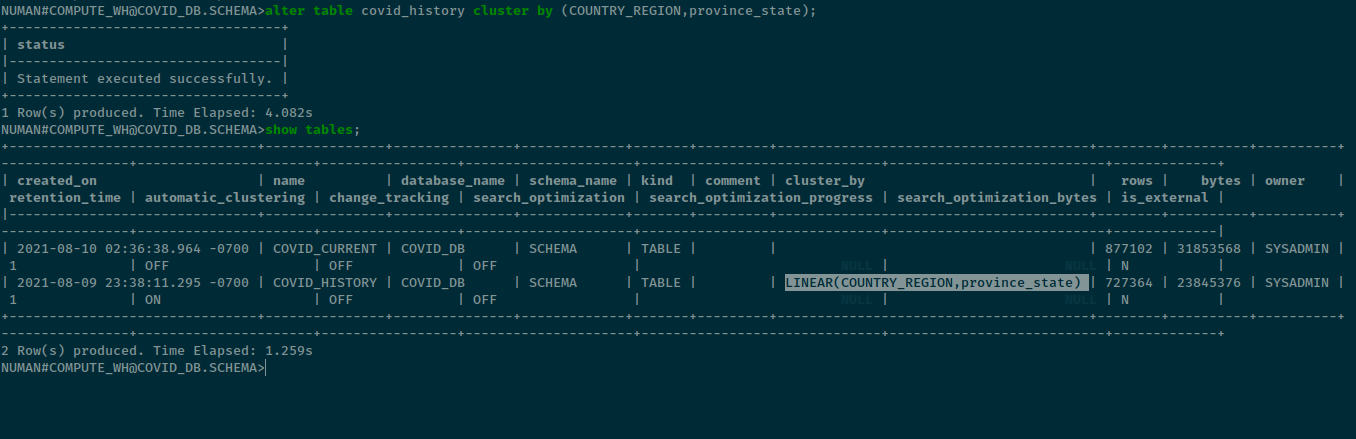 NUMAN#COMPUTE_WH@COVID_DB.SCHEMA>alter table covid_history cluster by (COUNTRY_REGION,province_state);
+----------------------------------+
| status                           |
|----------------------------------|
| Statement executed successfully. |
+----------------------------------+
1 Row(s) produced. Time Elapsed: 4.082s
NUMAN#COMPUTE_WH@COVID_DB.SCHEMA>show tables;
| created_on                    | name          | database_name | schema_name | kind  | comment | cluster_by                            |   rows |    bytes | owner    |
retention_time | automatic_clustering | change_tracking | search_optimization | search_optimization_progress | search_optimization_bytes | is_external |
| 2021-08-10 02:36:38.964 -0700 | COVID_CURRENT | COVID_DB      | SCHEMA      | TABLE |         |                                       | 877102 | 31853568 | SYSADMIN |
1              | OFF                  | OFF             | OFF                 |                         NULL |                      NULL | N           |
| 2021-08-09 23:38:11.295 -0700 | COVID_HISTORY | COVID_DB      | SCHEMA      | TABLE |         | LINEAR(COUNTRY_REGION,province_state) | 727364 | 23845376 | SYSADMIN |
1              | ON                   | OFF             | OFF                 |                         NULL |                      NULL | N           |
2 Row(s) produced. Time Elapsed: 1.259s
NUMAN#COMPUTE_WH@COVID_DB.SCHEMA>